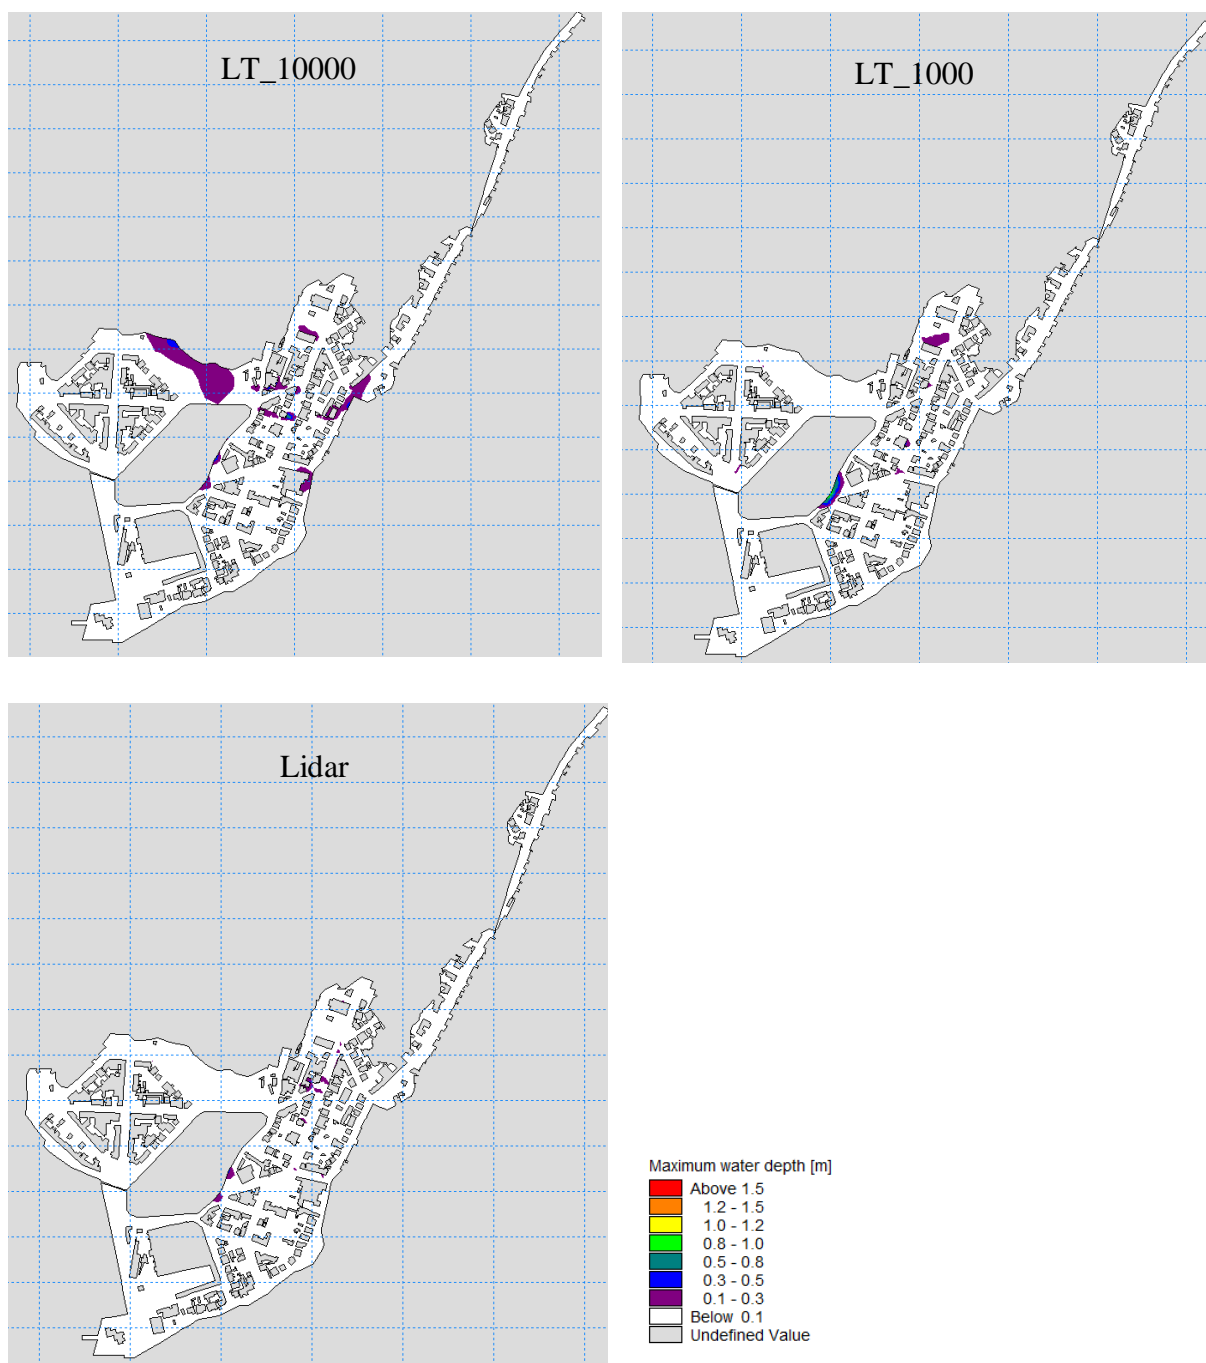 LT_10000
LT_1000
Lidar
Maximum water depth [m]
Above 1.5
1.2 - 1.5
1.0 - 1.2
0.8 - 1.0
0.5 - 0.8
0.3 - 0.5
0.1 - 0.3
Below 0.1
Undefined Value